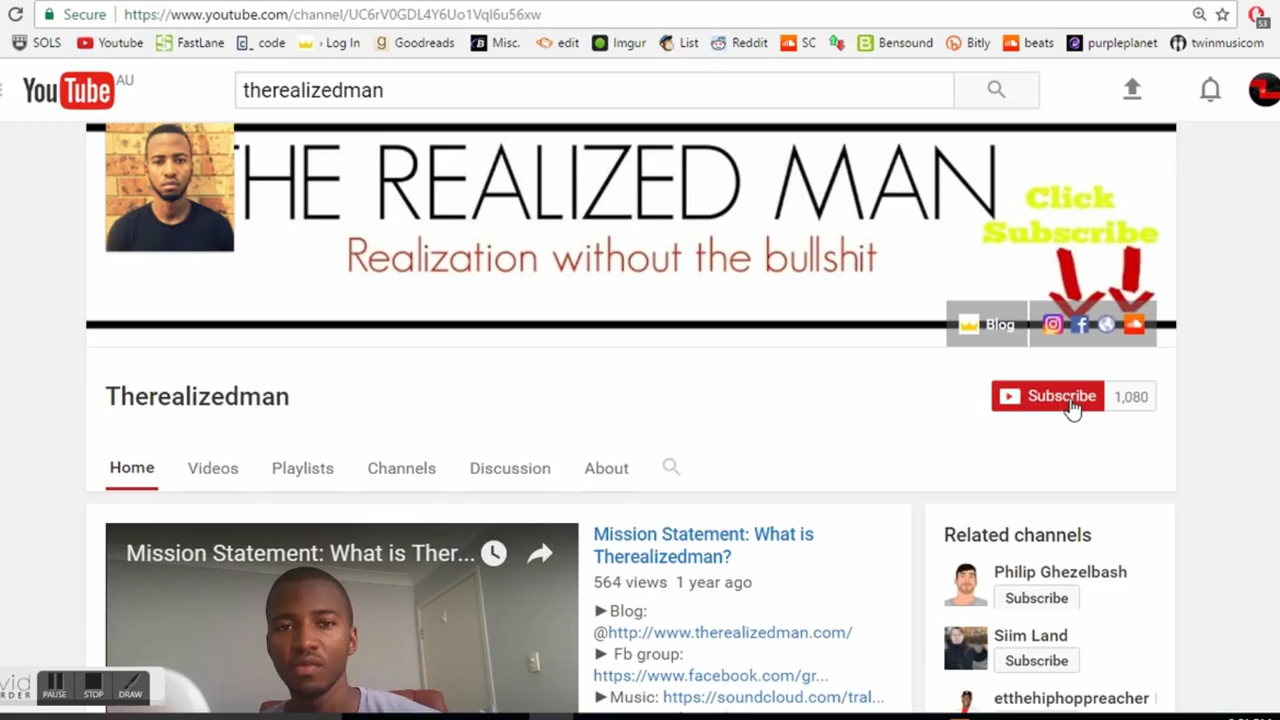 Secure
https://www.youtube.com/channel/UC6rV0GDL4Y6Uo1Vql6u56xw
53
SOLS Youtube FastLane code › Log In Goodreads Misc. edit Imgur List Reddit SC Bensound Bitly beats purpleplanet twinmusicom
YouTube AU
therealizedman
THE REALIZED MAN
Realization without the bullshit
Click
Subscribe
Blog
Therealizedman
Subscribe 1,080
Home Videos Playlists Channels Discussion About
Mission Statement: What is Ther...
Mission Statement: What is
Therealizedman?
564 views 1 year ago
►Blog:
@http://www.therealizedman.com/
► Fb group:
https://www.facebook.com/gr...
►Music: https://soundcloud.com/tral...
Related channels
Philip Ghezelbash
Subscribe
Siim Land
Subscribe
etthehiphoppreacher
PAUSE STOP DRAW